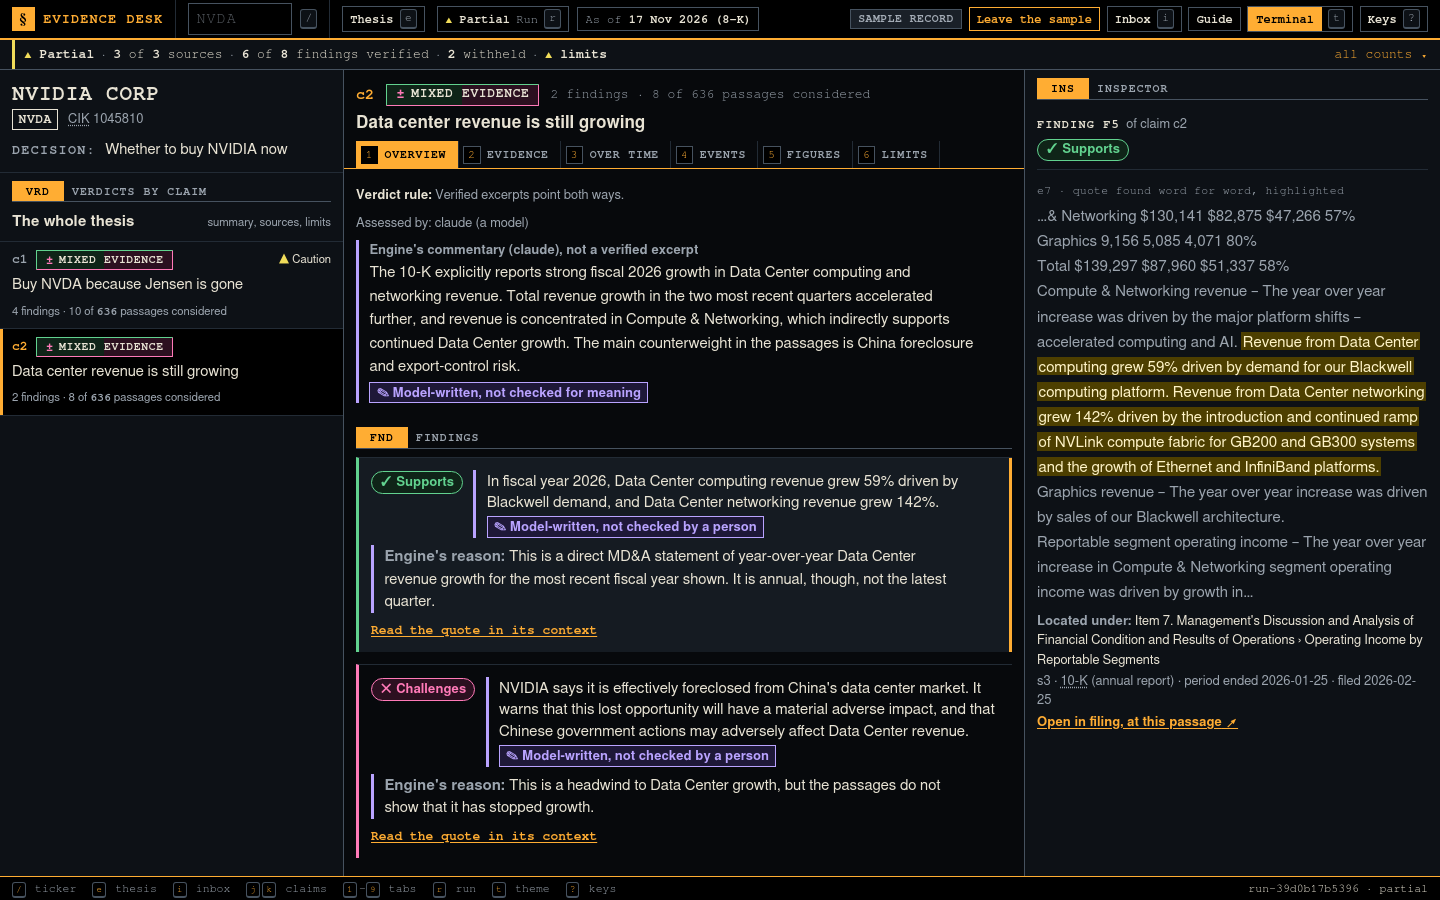 § EVIDENCE DESK NVDA / Thesis e ▲ Partial Run r As of 17 Nov 2026 (8-K) SAMPLE RECORD Leave the sample Inbox i Guide Terminal t Keys ?
▲ Partial · 3 of 3 sources · 6 of 8 findings verified · 2 withheld · ▲ limits all counts ▾
NVIDIA CORP
NVDA CIK 1045810
DECISION: Whether to buy NVIDIA now
VRD VERDICTS BY CLAIM
The whole thesis summary, sources, limits
c1 ± MIXED EVIDENCE ▲ Caution
Buy NVDA because Jensen is gone
4 findings · 10 of 636 passages considered
c2 ± MIXED EVIDENCE
Data center revenue is still growing
2 findings · 8 of 636 passages considered
c2 ± MIXED EVIDENCE 2 findings · 8 of 636 passages considered
Data center revenue is still growing
1 OVERVIEW 2 EVIDENCE 3 OVER TIME 4 EVENTS 5 FIGURES 6 LIMITS
Verdict rule: Verified excerpts point both ways.
Assessed by: claude (a model)
Engine's commentary (claude), not a verified excerpt
The 10-K explicitly reports strong fiscal 2026 growth in Data Center computing and
networking revenue. Total revenue growth in the two most recent quarters accelerated
further, and revenue is concentrated in Compute & Networking, which indirectly supports
continued Data Center growth. The main counterweight in the passages is China foreclosure
and export-control risk.
✎ Model-written, not checked for meaning
FND FINDINGS
✓ Supports
In fiscal year 2026, Data Center computing revenue grew 59% driven by
Blackwell demand, and Data Center networking revenue grew 142%.
✎ Model-written, not checked by a person
Engine's reason: This is a direct MD&A statement of year-over-year Data Center
revenue growth for the most recent fiscal year shown. It is annual, though, not the latest
quarter.
Read the quote in its context
✕ Challenges
NVIDIA says it is effectively foreclosed from China's data center market. It
warns that this lost opportunity will have a material adverse impact, and that
Chinese government actions may adversely affect Data Center revenue.
✎ Model-written, not checked by a person
Engine's reason: This is a headwind to Data Center growth, but the passages do not
show that it has stopped growth.
Read the quote in its context
INS INSPECTOR
FINDING F5 of claim c2
✓ Supports
e7 · quote found word for word, highlighted
…& Networking $130,141 $82,875 $47,266 57%
Graphics 9,156 5,085 4,071 80%
Total $139,297 $87,960 $51,337 58%
Compute & Networking revenue – The year over year
increase was driven by the major platform shifts –
accelerated computing and AI. Revenue from Data Center
computing grew 59% driven by demand for our Blackwell
computing platform. Revenue from Data Center networking
grew 142% driven by the introduction and continued ramp
of NVLink compute fabric for GB200 and GB300 systems
and the growth of Ethernet and InfiniBand platforms.
Graphics revenue – The year over year increase was driven
by sales of our Blackwell architecture.
Reportable segment operating income – The year over year
increase in Compute & Networking segment operating
income was driven by growth in…
Located under: Item 7. Management's Discussion and Analysis of
Financial Condition and Results of Operations › Operating Income by
Reportable Segments
s3 · 10-K (annual report) · period ended 2026-01-25 · filed 2026-02-
25
Open in filing, at this passage ↗
/ ticker e thesis i inbox j k claims 1–9 tabs r run t theme ? keys run-39d0b17b5396 · partial